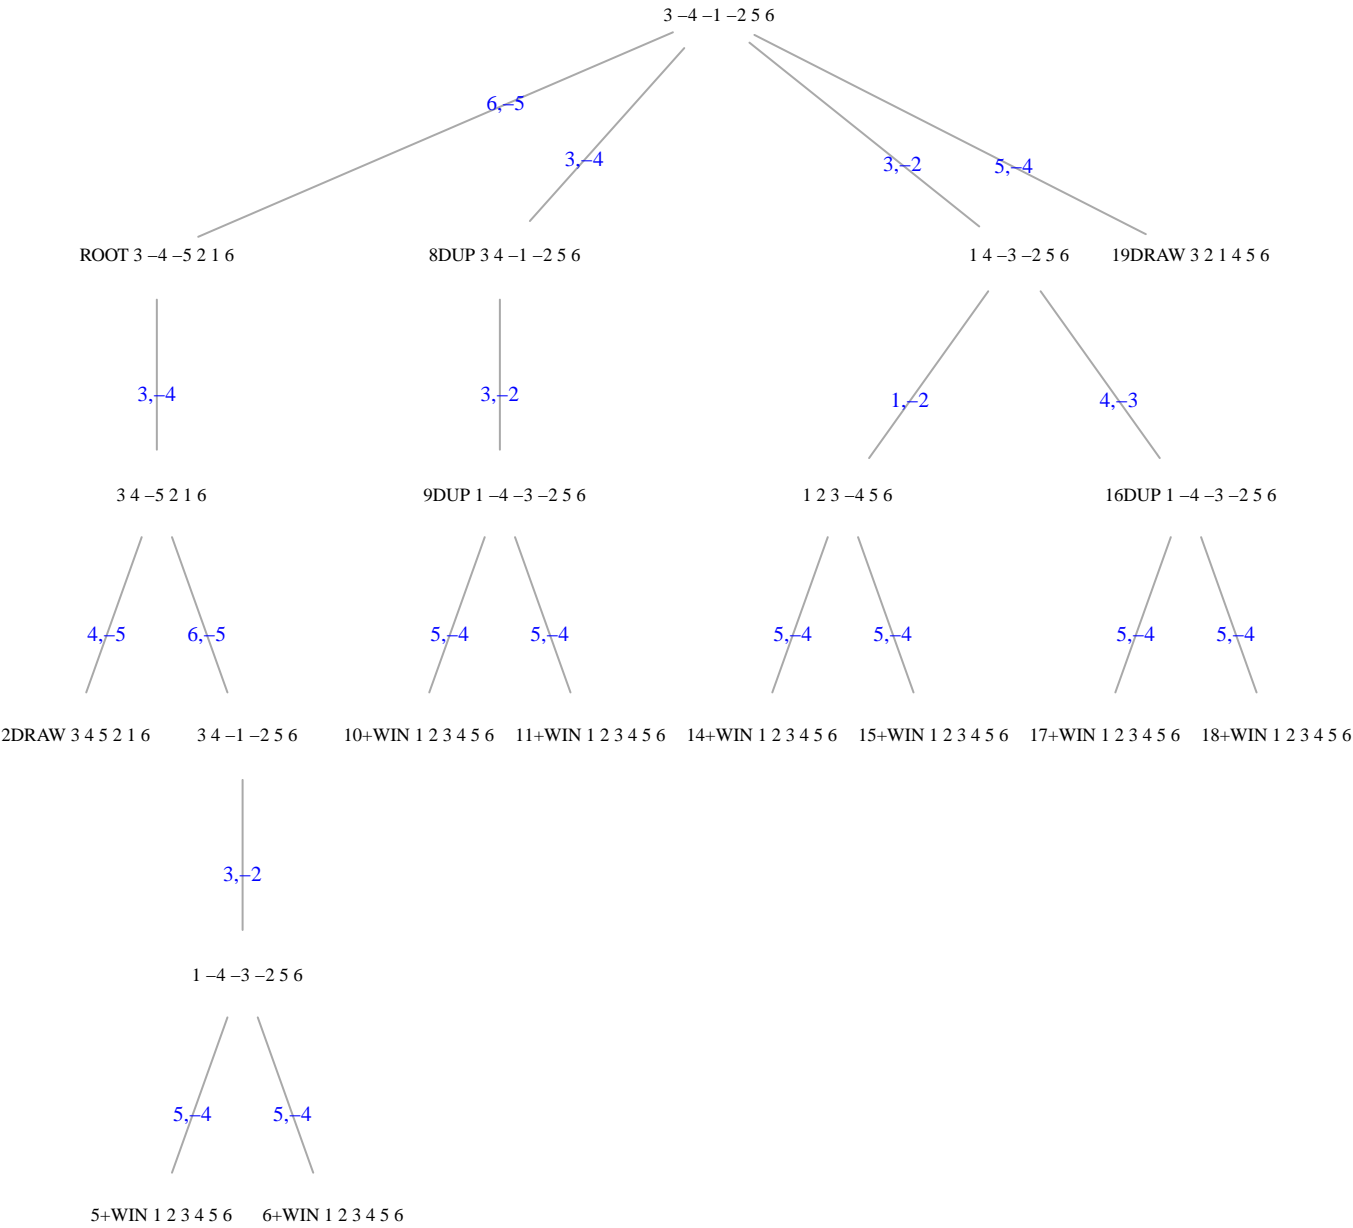 3 –4 –1 –2 5 6
6,–5
3,–4
3,–2
5,–4
ROOT 3 –4 –5 2 1 6
8DUP 3 4 –1 –2 5 6
1 4 –3 –2 5 6
19DRAW 3 2 1 4 5 6
3,–4
3,–2
1,–2
4,–3
3 4 –5 2 1 6
9DUP 1 –4 –3 –2 5 6
1 2 3 –4 5 6
16DUP 1 –4 –3 –2 5 6
4,–5
6,–5
5,–4
5,–4
5,–4
5,–4
5,–4
5,–4
2DRAW 3 4 5 2 1 6
3 4 –1 –2 5 6
10+WIN 1 2 3 4 5 6
11+WIN 1 2 3 4 5 6
14+WIN 1 2 3 4 5 6
15+WIN 1 2 3 4 5 6
17+WIN 1 2 3 4 5 6
18+WIN 1 2 3 4 5 6
3,–2
1 –4 –3 –2 5 6
5,–4
5,–4
5+WIN 1 2 3 4 5 6
6+WIN 1 2 3 4 5 6